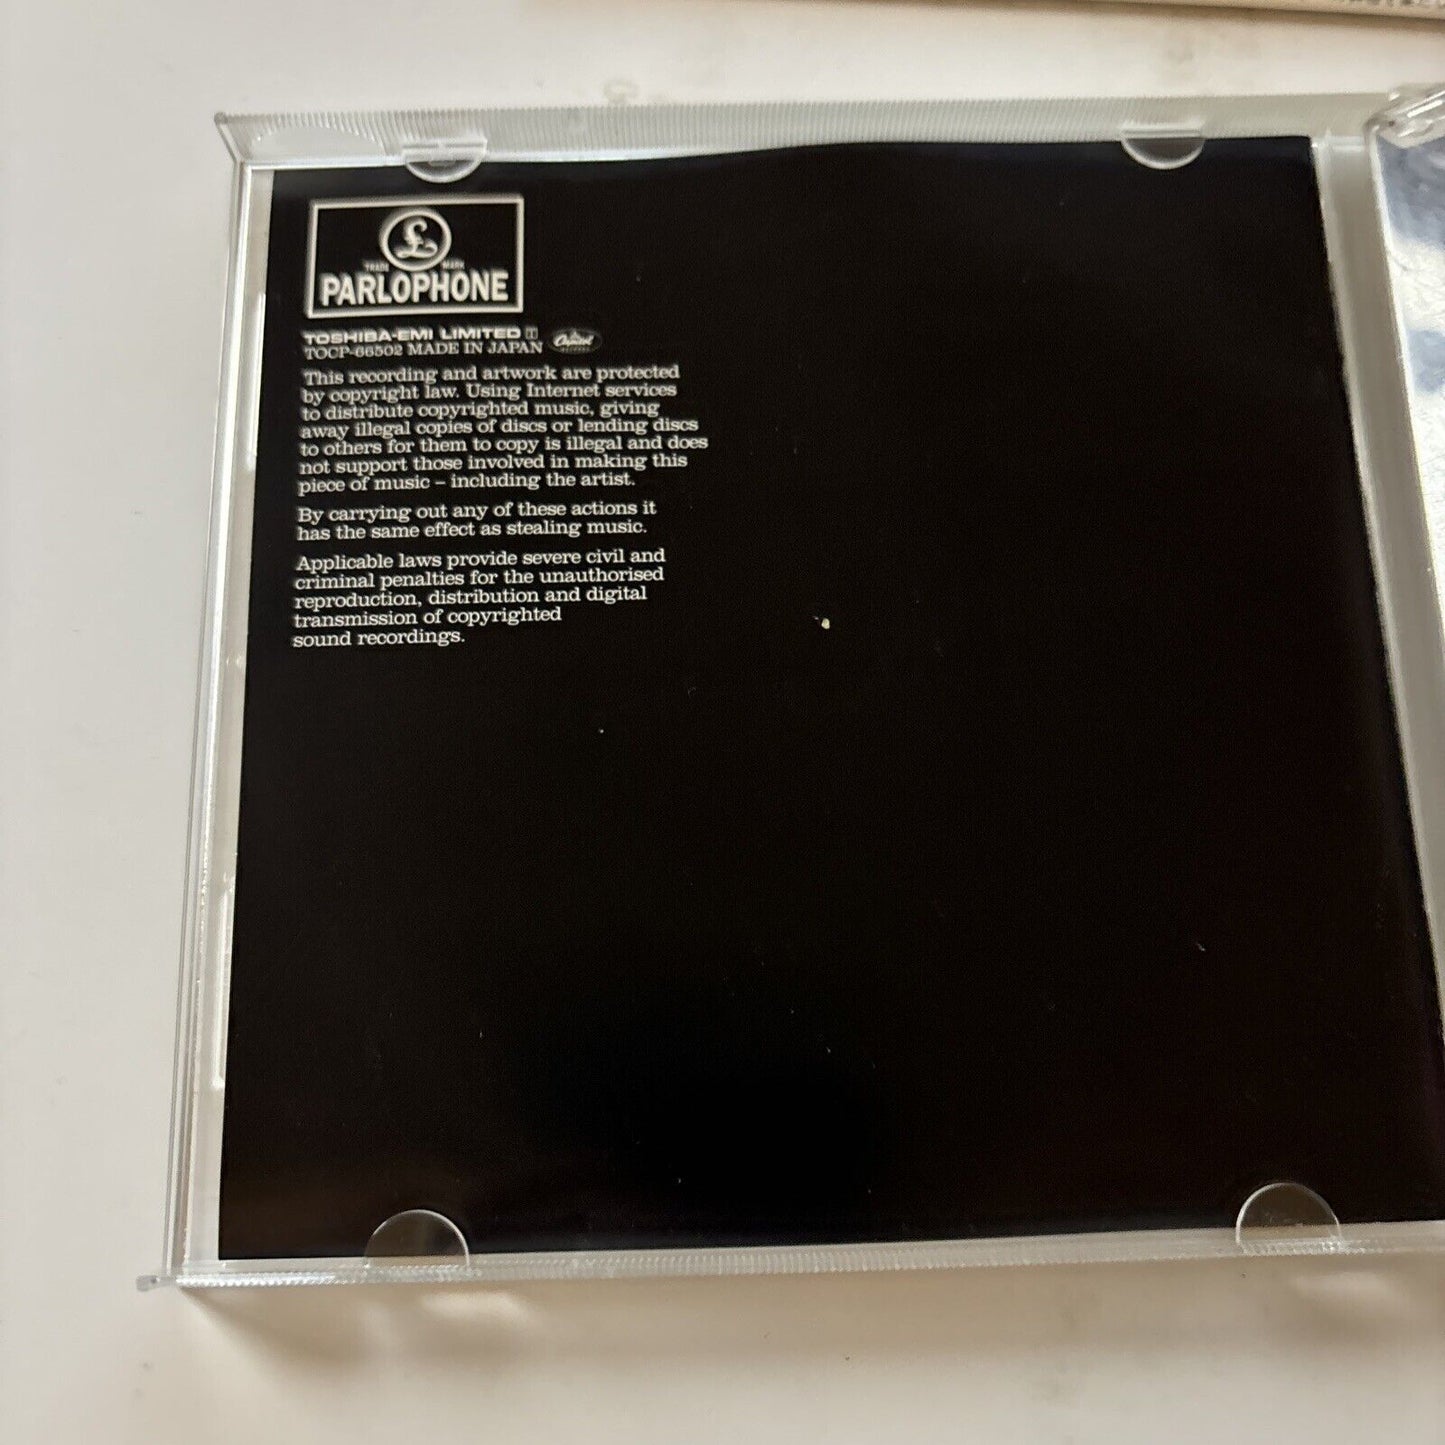 £
TRADE MARK
PARLOPHONE
TOSHIBA-EMI LIMITED
TOCP-66502 MADE IN JAPAN
Capitol
This recording and artwork are protected
by copyright law. Using Internet services
to distribute copyrighted music, giving
away illegal copies of discs or lending discs
to others for them to copy is illegal and does
not support those involved in making this
piece of music – including the artist.
By carrying out any of these actions it
has the same effect as stealing music.
Applicable laws provide severe civil and
criminal penalties for the unauthorised
reproduction, distribution and digital
transmission of copyrighted
sound recordings.